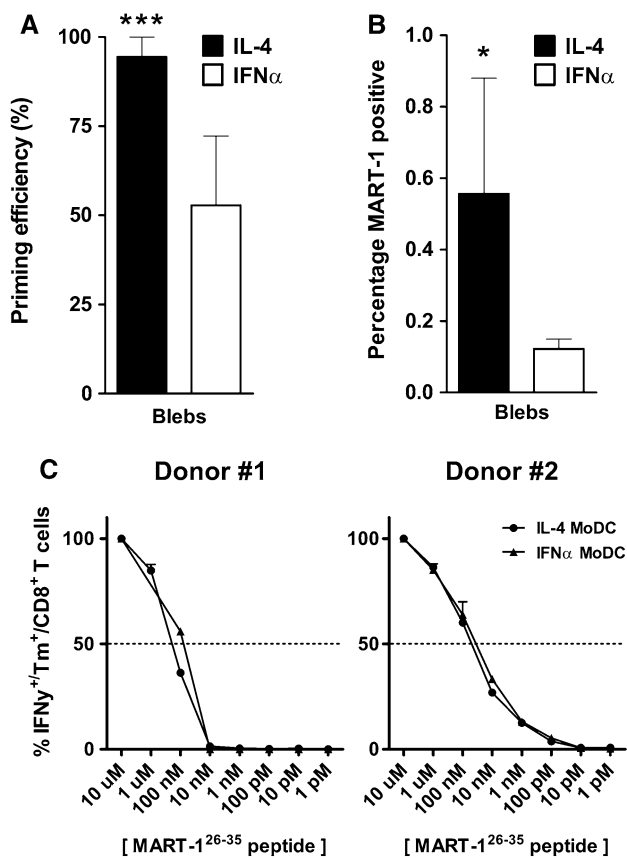 A
***
IL-4
IFNα
Priming efficiency (%)
100
75
50
25
0
Blebs
B
*
IL-4
IFNα
Percentage MART-1 positive
1.0
0.8
0.6
0.4
0.2
0.0
Blebs
C
Donor #1
% IFNy⁺/Tm⁺/CD8⁺ T cells
100
50
0
10 uM
1 uM
100 nM
10 nM
1 nM
100 pM
10 pM
1 pM
[ MART-1²⁶⁻³⁵ peptide ]
Donor #2
IL-4 MoDC
IFNα MoDC
100
50
0
10 uM
1 uM
100 nM
10 nM
1 nM
100 pM
10 pM
1 pM
[ MART-1²⁶⁻³⁵ peptide ]